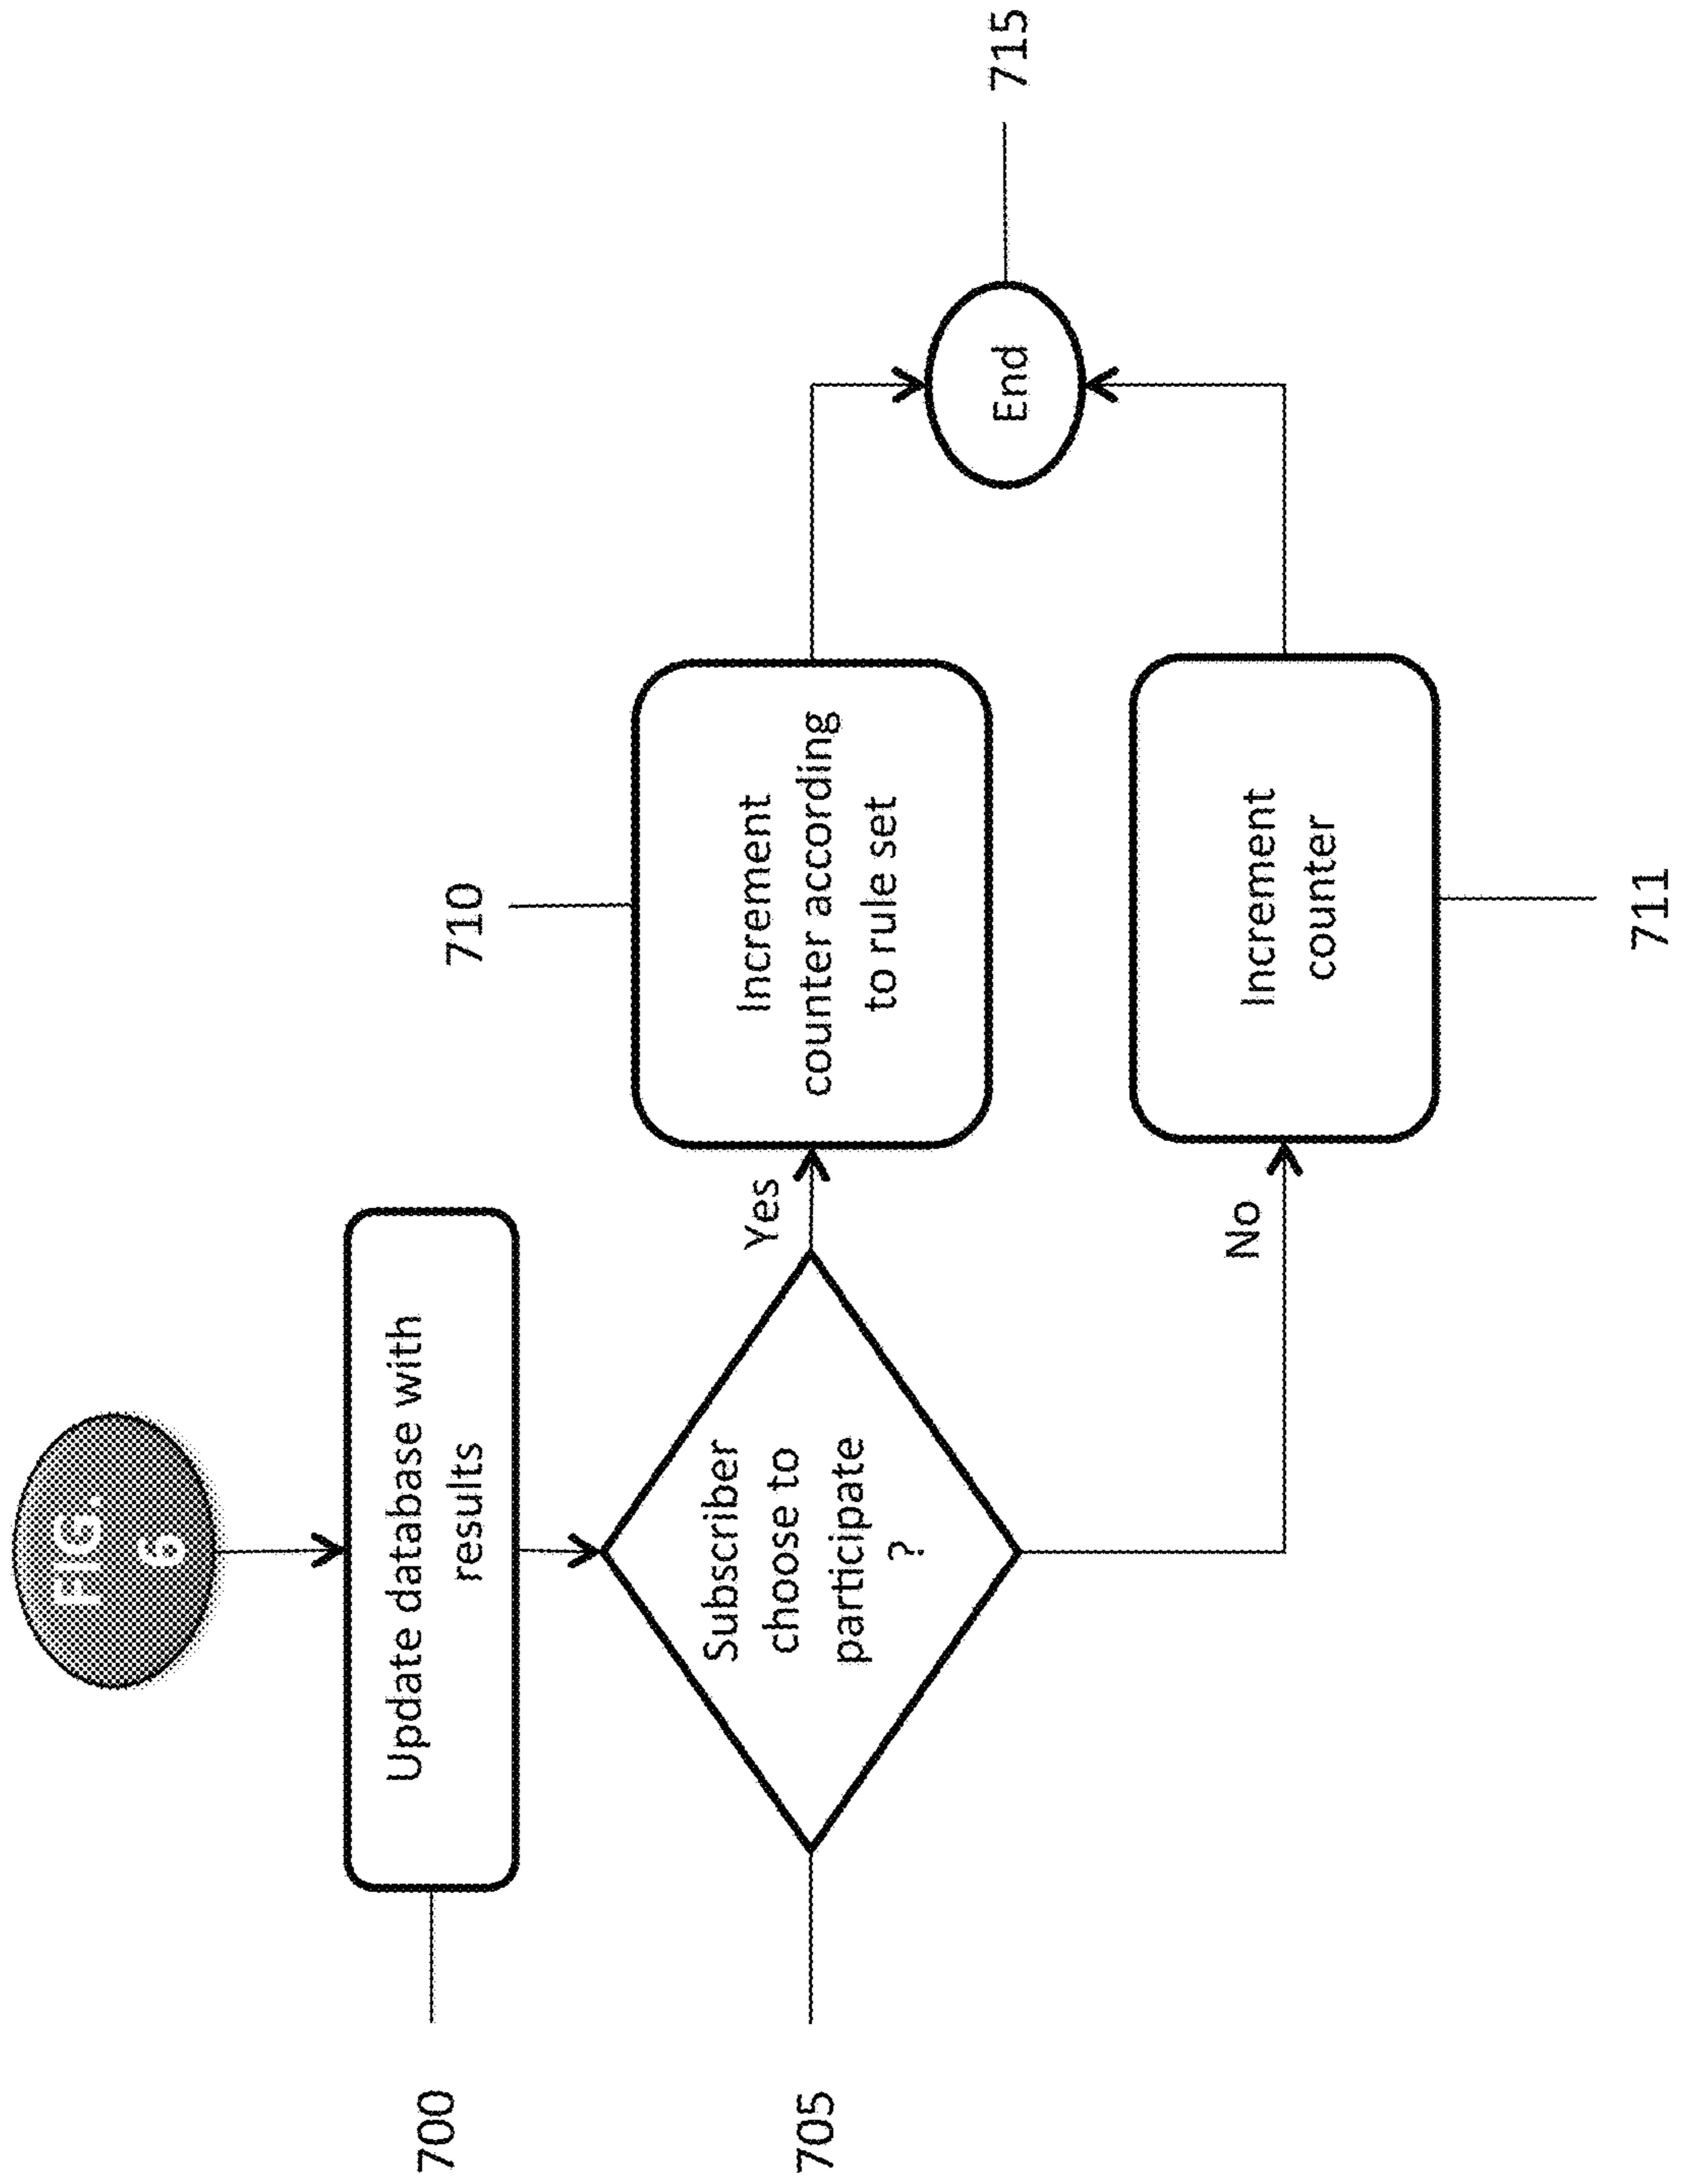 FIG.
6
700
Update database with
results
705
Subscriber
choose to
participate
?
Yes
710
Increment
counter according
to rule set
No
Increment
counter
711
End
715